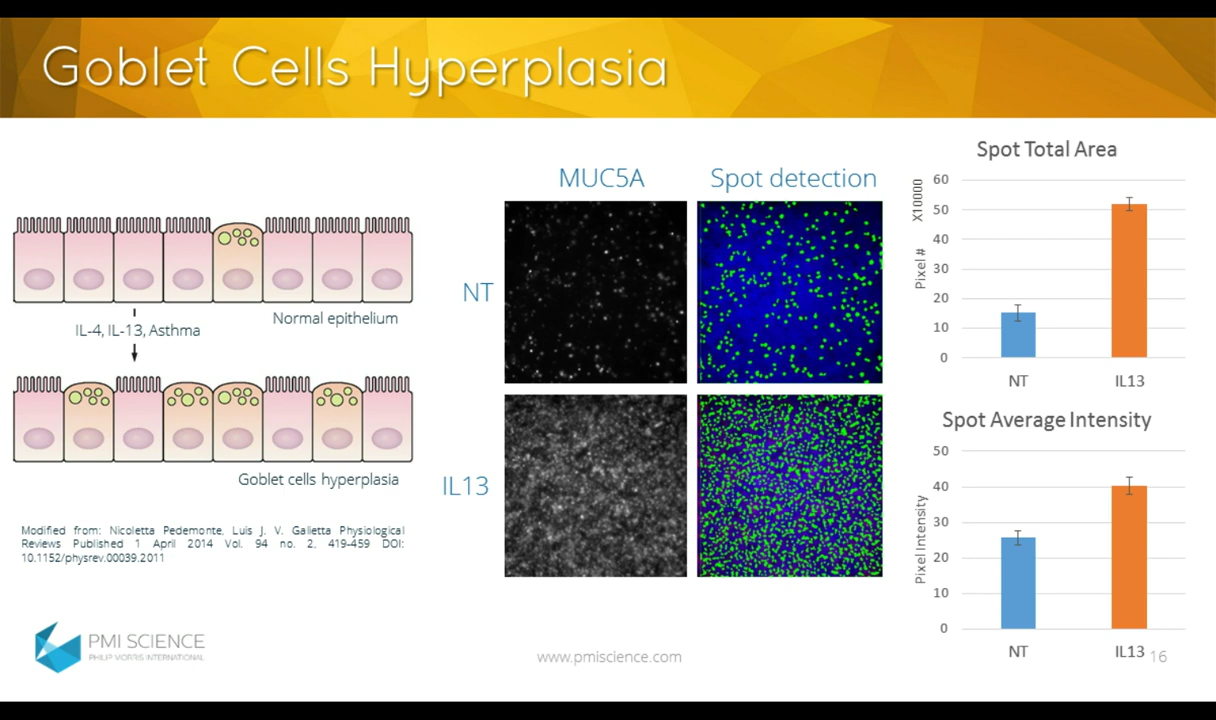 Goblet Cells Hyperplasia
IL-4, IL-13, Asthma
Normal epithelium
Goblet cells hyperplasia
Modified from: Nicoletta Pedemonte, Luis J. V. Galietta Physiological
Reviews Published 1 April 2014 Vol. 94 no. 2, 419-459 DOI:
10.1152/physrev.00039.2011
MUC5A
Spot detection
NT
IL13
Spot Total Area
X10000
Pixel #
60
50
40
30
20
10
0
NT
IL13
Spot Average Intensity
Pixel Intensity
50
40
30
20
10
0
NT
IL13
PMI SCIENCE
PHILIP MORRIS INTERNATIONAL
www.pmiscience.com
16